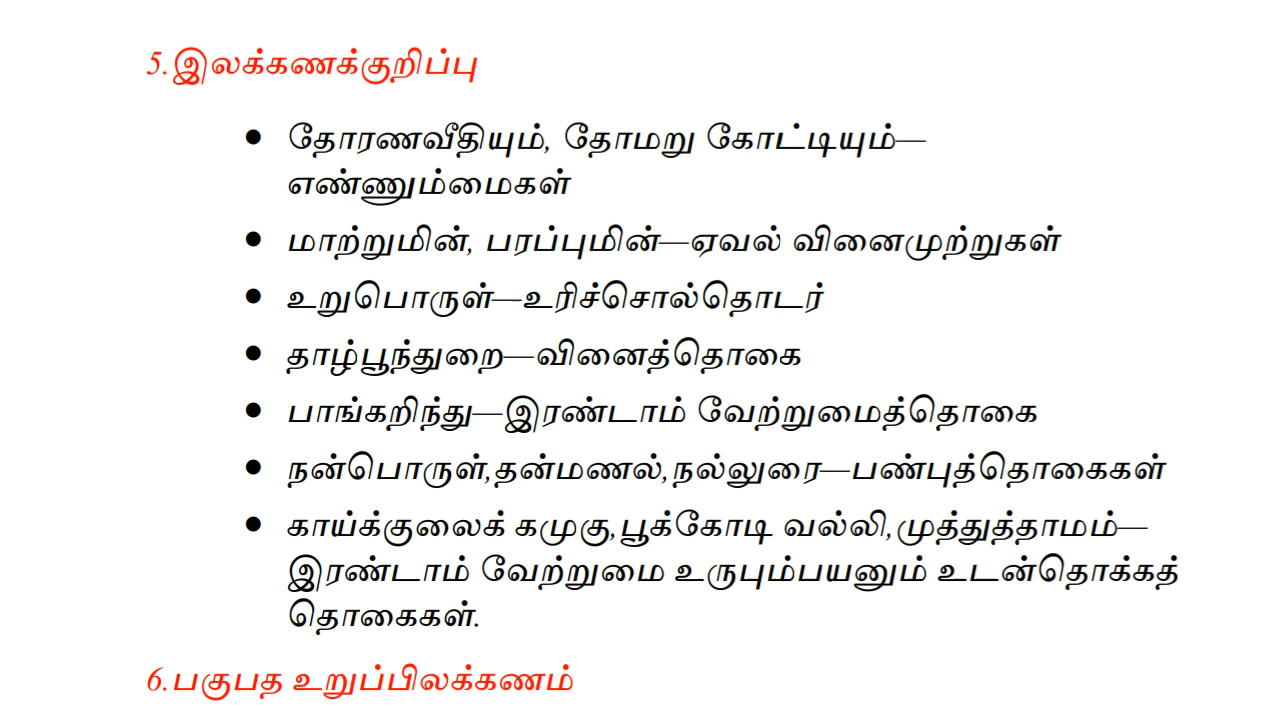 5.இலக்கணக்குறிப்பு
● தோரணவீதியும், தோமறு கோட்டியும்—
எண்ணும்மைகள்
● மாற்றுமின், பரப்புமின்—ஏவல் வினைமுற்றுகள்
● உறுபொருள்—உரிச்சொல்தொடர்
● தாழ்பூந்துறை—வினைத்தொகை
● பாங்கறிந்து—இரண்டாம் வேற்றுமைத்தொகை
● நன்பொருள்,தன்மணல்,நல்லுரை—பண்புத்தொகைகள்
● காய்க்குலைக் கமுகு,பூக்கோடி வல்லி,முத்துத்தாமம்—
இரண்டாம் வேற்றுமை உருபும்பயனும் உடன்தொக்கத்
தொகைகள்.
6.பகுபத உறுப்பிலக்கணம்